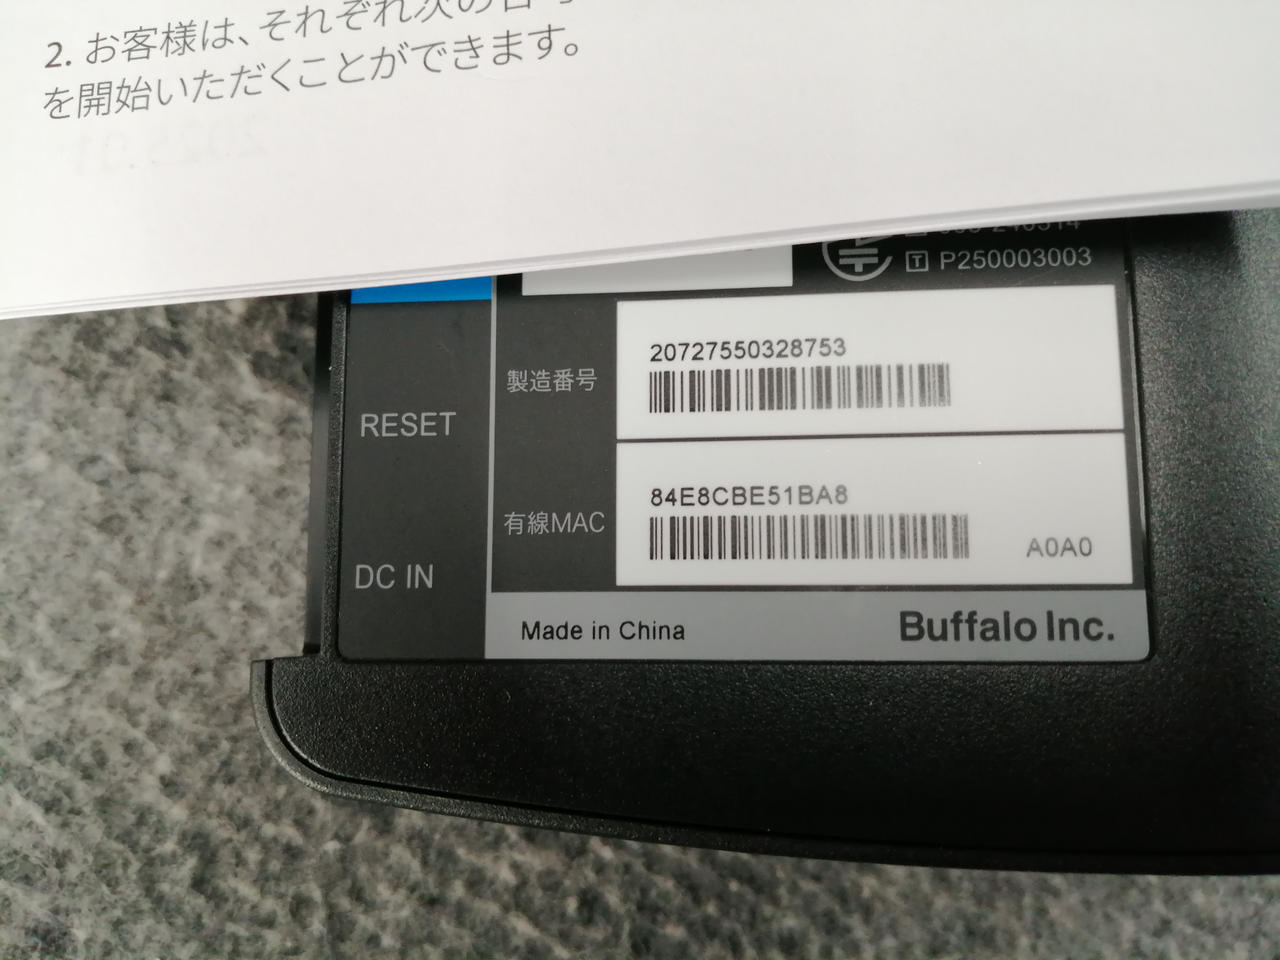 2. お客様は、それぞれ次の
を開始いただくことができます。
T P250003003
20727550328753
製造番号
RESET
84E8CBE51BA8
有線MAC
A0A0
DC IN
Made in China
Buffalo Inc.